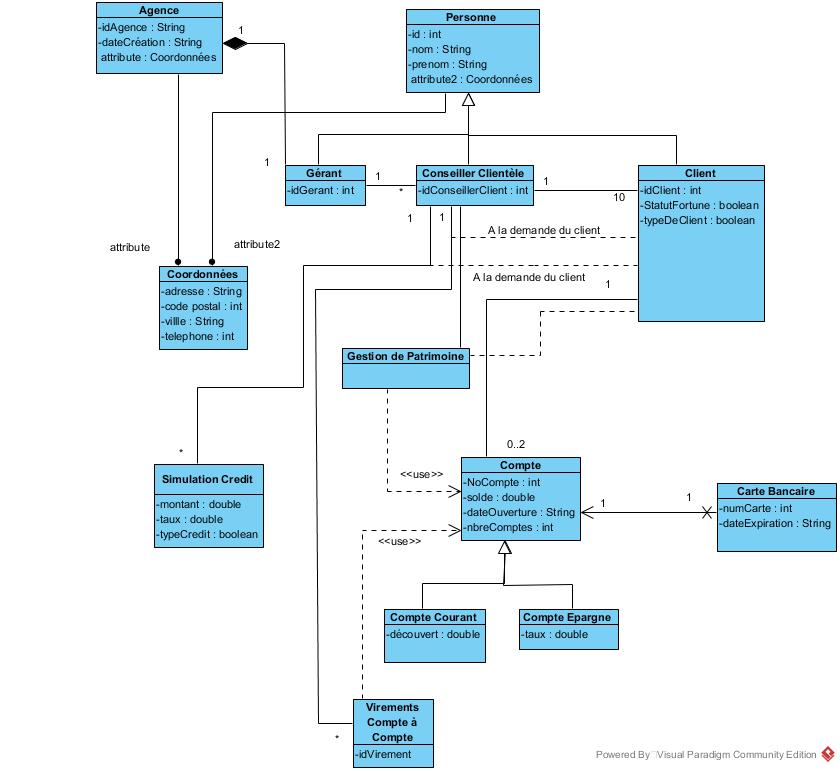 Agence
-idAgence : String
-dateCréation : String
attribute : Coordonnées
1
Personne
-id : int
-nom : String
-prenom : String
attribute2 : Coordonnées
1
Gérant
-idGerant : int
1
*
Conseiller Clientèle
-idConseillerClient : int
1
10
Client
-idClient : int
-StatutFortune : boolean
-typeDeClient : boolean
1
1
A la demande du client
A la demande du client
1
attribute
attribute2
Coordonnées
-adresse : String
-code postal : int
-villle : String
-telephone : int
Gestion de Patrimoine
0..2
<<use>>
*
Simulation Credit
-montant : double
-taux : double
-typeCredit : boolean
Compte
-NoCompte : int
-solde : double
-dateOuverture : String
-nbreComptes : int
1
1
Carte Bancaire
-numCarte : int
-dateExpiration : String
<<use>>
Compte Courant
-découvert : double
Compte Epargne
-taux : double
*
Virements
Compte à
Compte
-idVirement
Powered By Visual Paradigm Community Edition